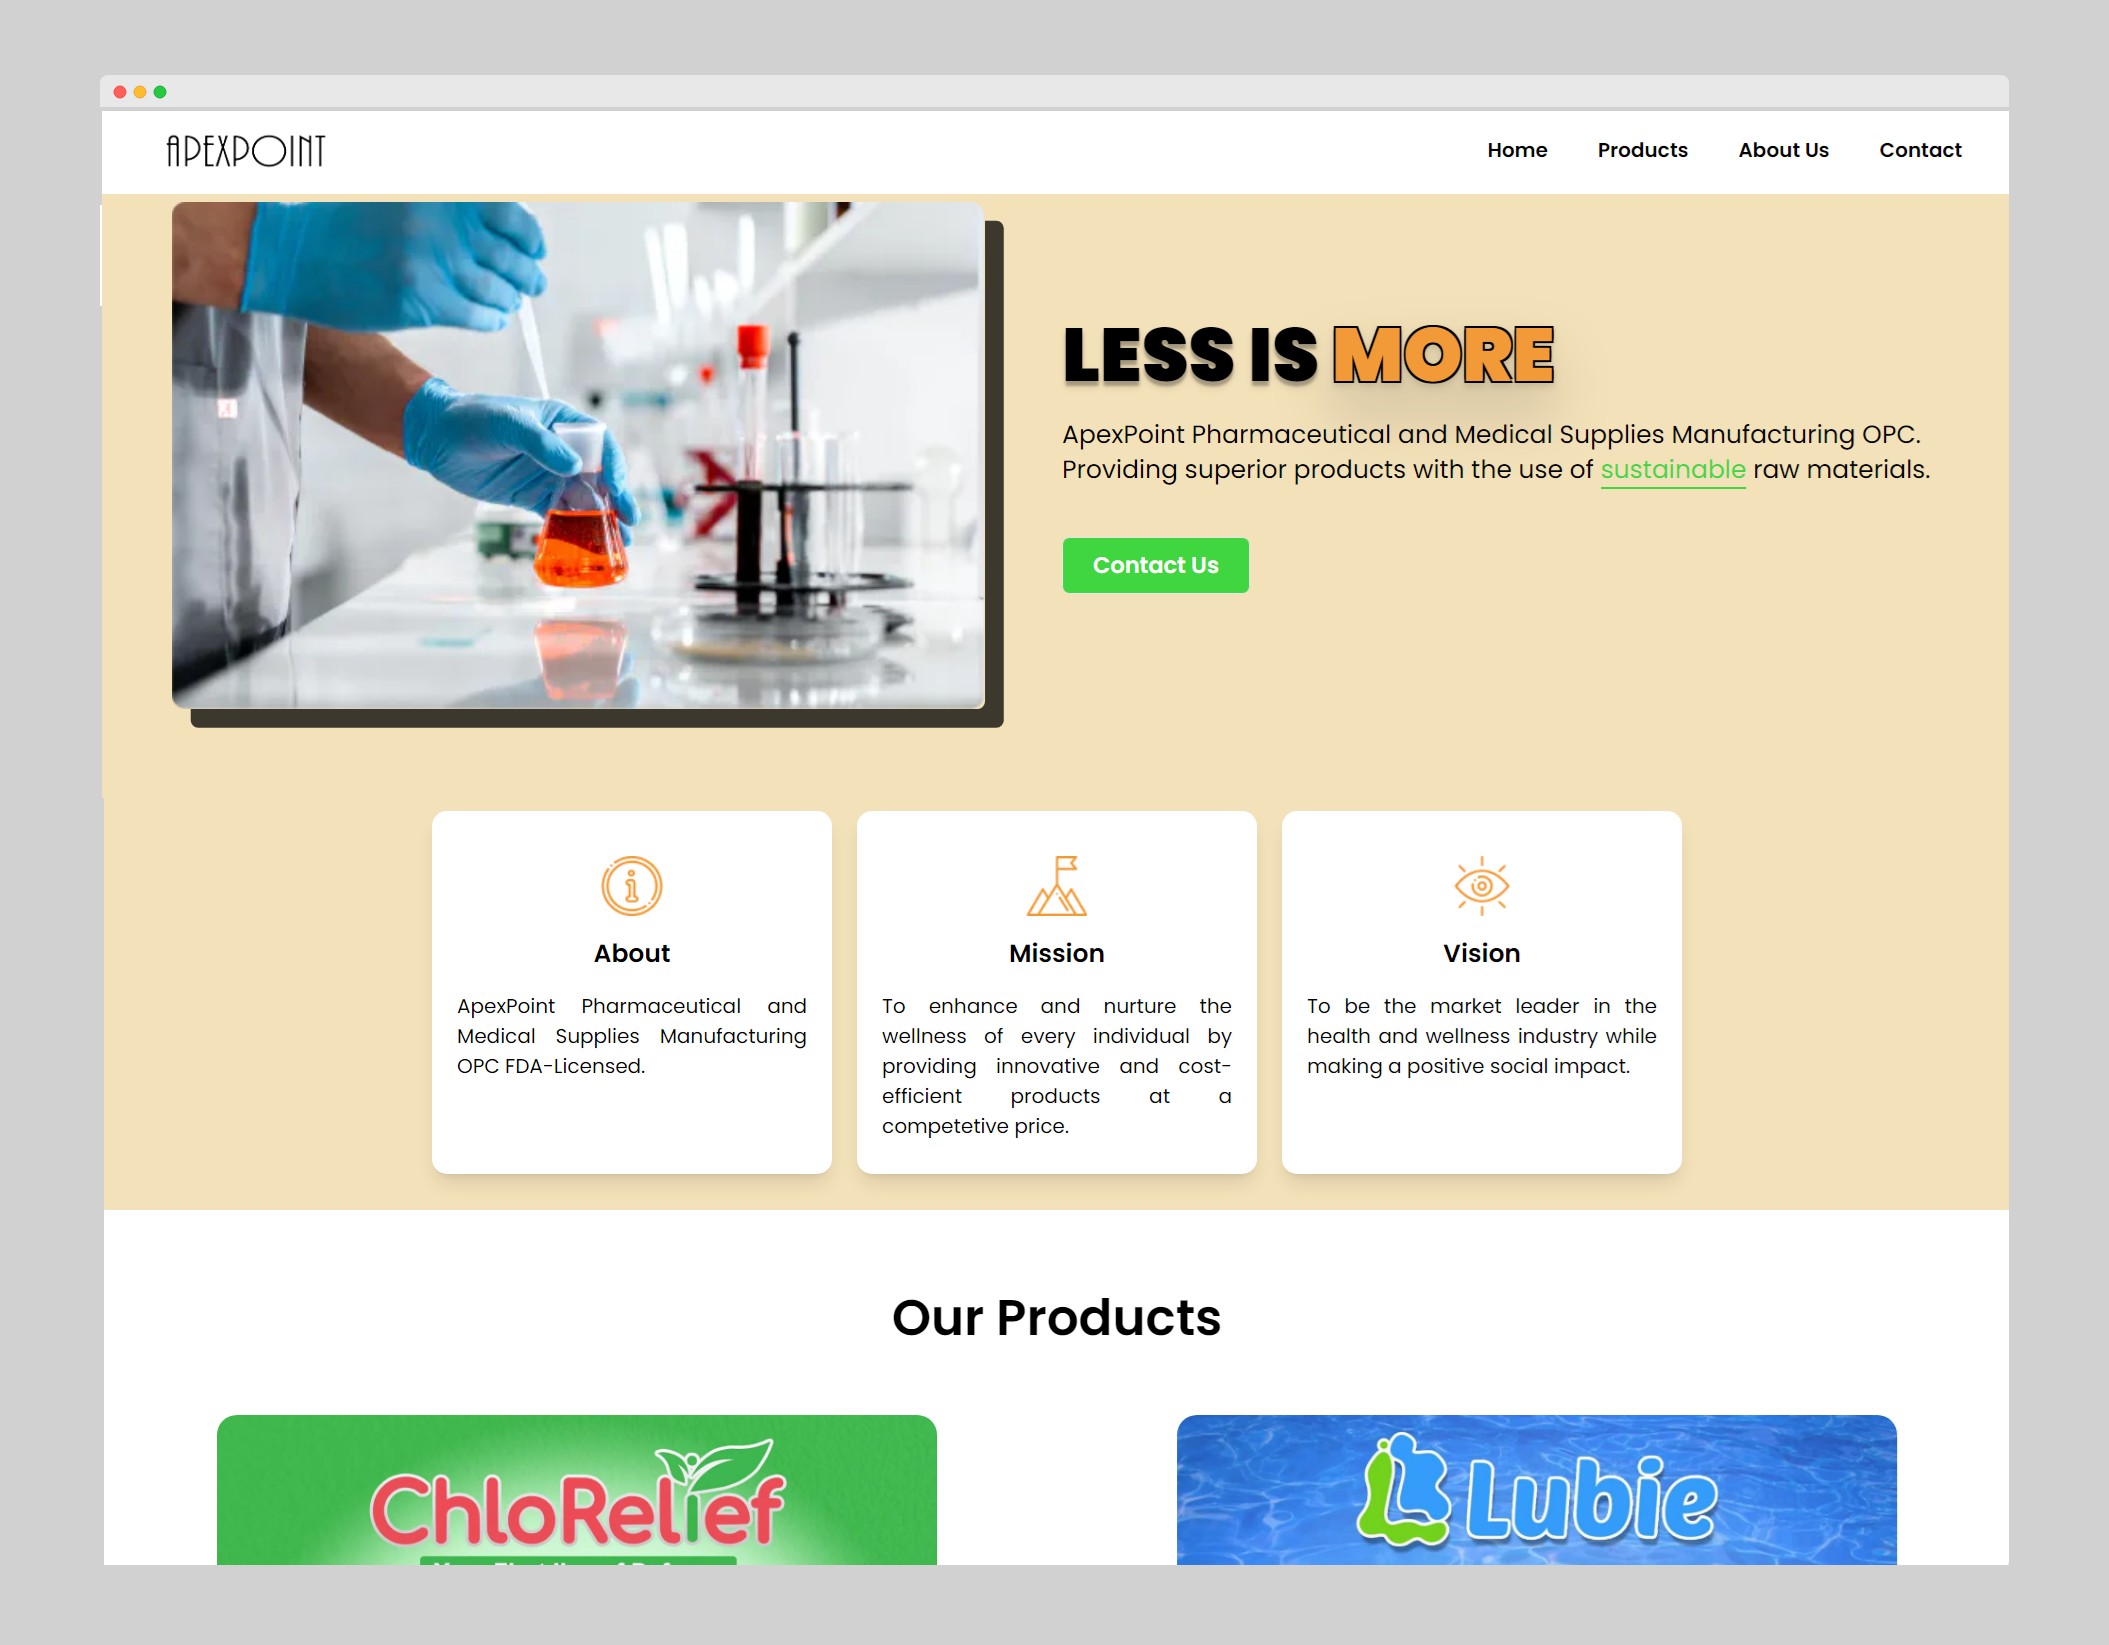 APEXPOINT
Home Products About Us Contact
LESS IS MORE
ApexPoint Pharmaceutical and Medical Supplies Manufacturing OPC.
Providing superior products with the use of sustainable raw materials.
Contact Us
About
ApexPoint Pharmaceutical and
Medical Supplies Manufacturing
OPC FDA-Licensed.
Mission
To enhance and nurture the
wellness of every individual by
providing innovative and cost-
efficient products at a
competetive price.
Vision
To be the market leader in the
health and wellness industry while
making a positive social impact.
Our Products
ChloRelief
Lubie